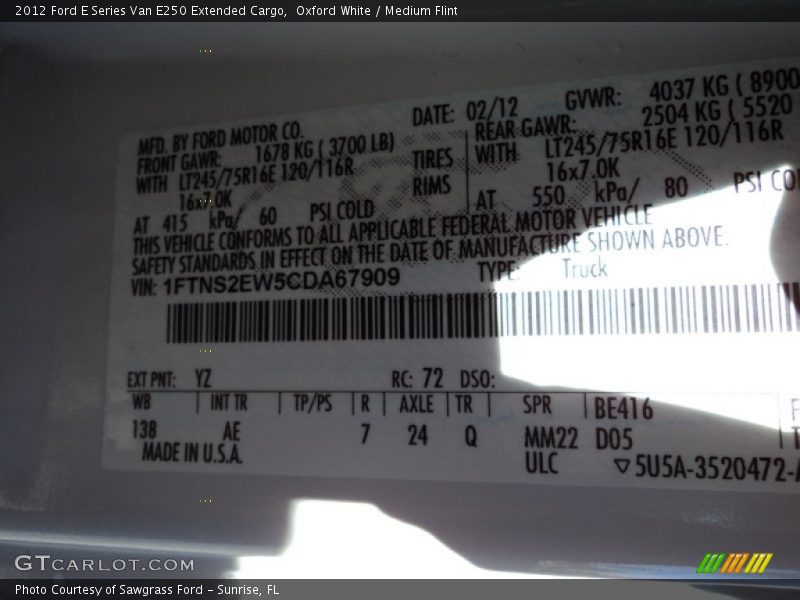 2012 Ford E Series Van E250 Extended Cargo,  Oxford White / Medium Flint
MFD. BY FORD MOTOR CO. DATE: 02/12 GVWR: 4037 KG ( 8900
FRONT GAWR: 1678 KG ( 3700 LB) REAR GAWR: 2504 KG ( 5520
WITH LT245/75R16E 120/116R TIRES WITH LT245/75R16E 120/116R
16x7.0K RIMS 16x7.0K
AT 415 kPa/ 60 PSI COLD AT 550 kPa/ 80 PSI COL
THIS VEHICLE CONFORMS TO ALL APPLICABLE FEDERAL MOTOR VEHICLE
SAFETY STANDARDS IN EFFECT ON THE DATE OF MANUFACTURE SHOWN ABOVE.
VIN: 1FTNS2EW5CDA67909 TYPE: Truck
EXT PNT: YZ RC: 72 DSO:
WB INT TR TP/PS R AXLE TR SPR BE416
138 AE 7 24 Q MM22 D05
MADE IN U.S.A. ULC ▽5U5A-3520472-
GTCARLOT.COM
Photo Courtesy of Sawgrass Ford - Sunrise, FL